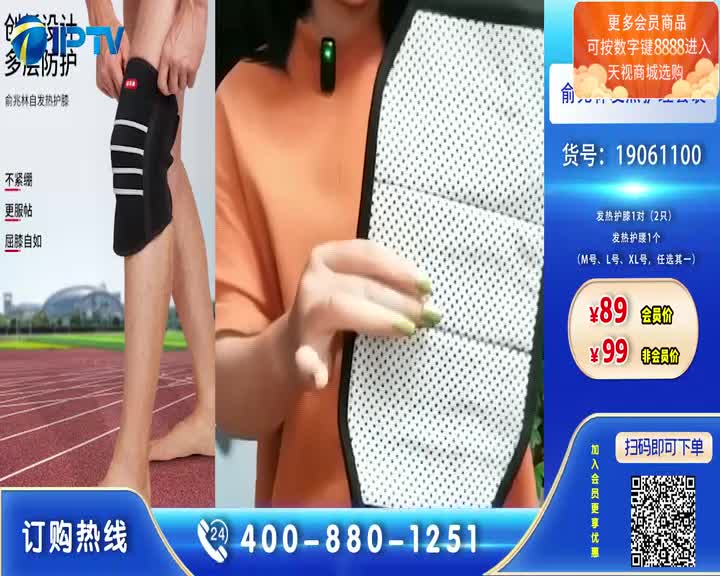 IPTV
多层防护
俞兆林自发热护膝
不紧绷
更服帖
屈膝自如
更多会员商品
可按数字键8888进入
天视商城选购
货号：19061100
发热护膝1对（2只）
发热护腰1个
（M号、L号、XL号，任选其一）
¥89 会员价
¥99 非会员价
加入会员更享优惠
扫码即可下单
订购热线
24
400-880-1251